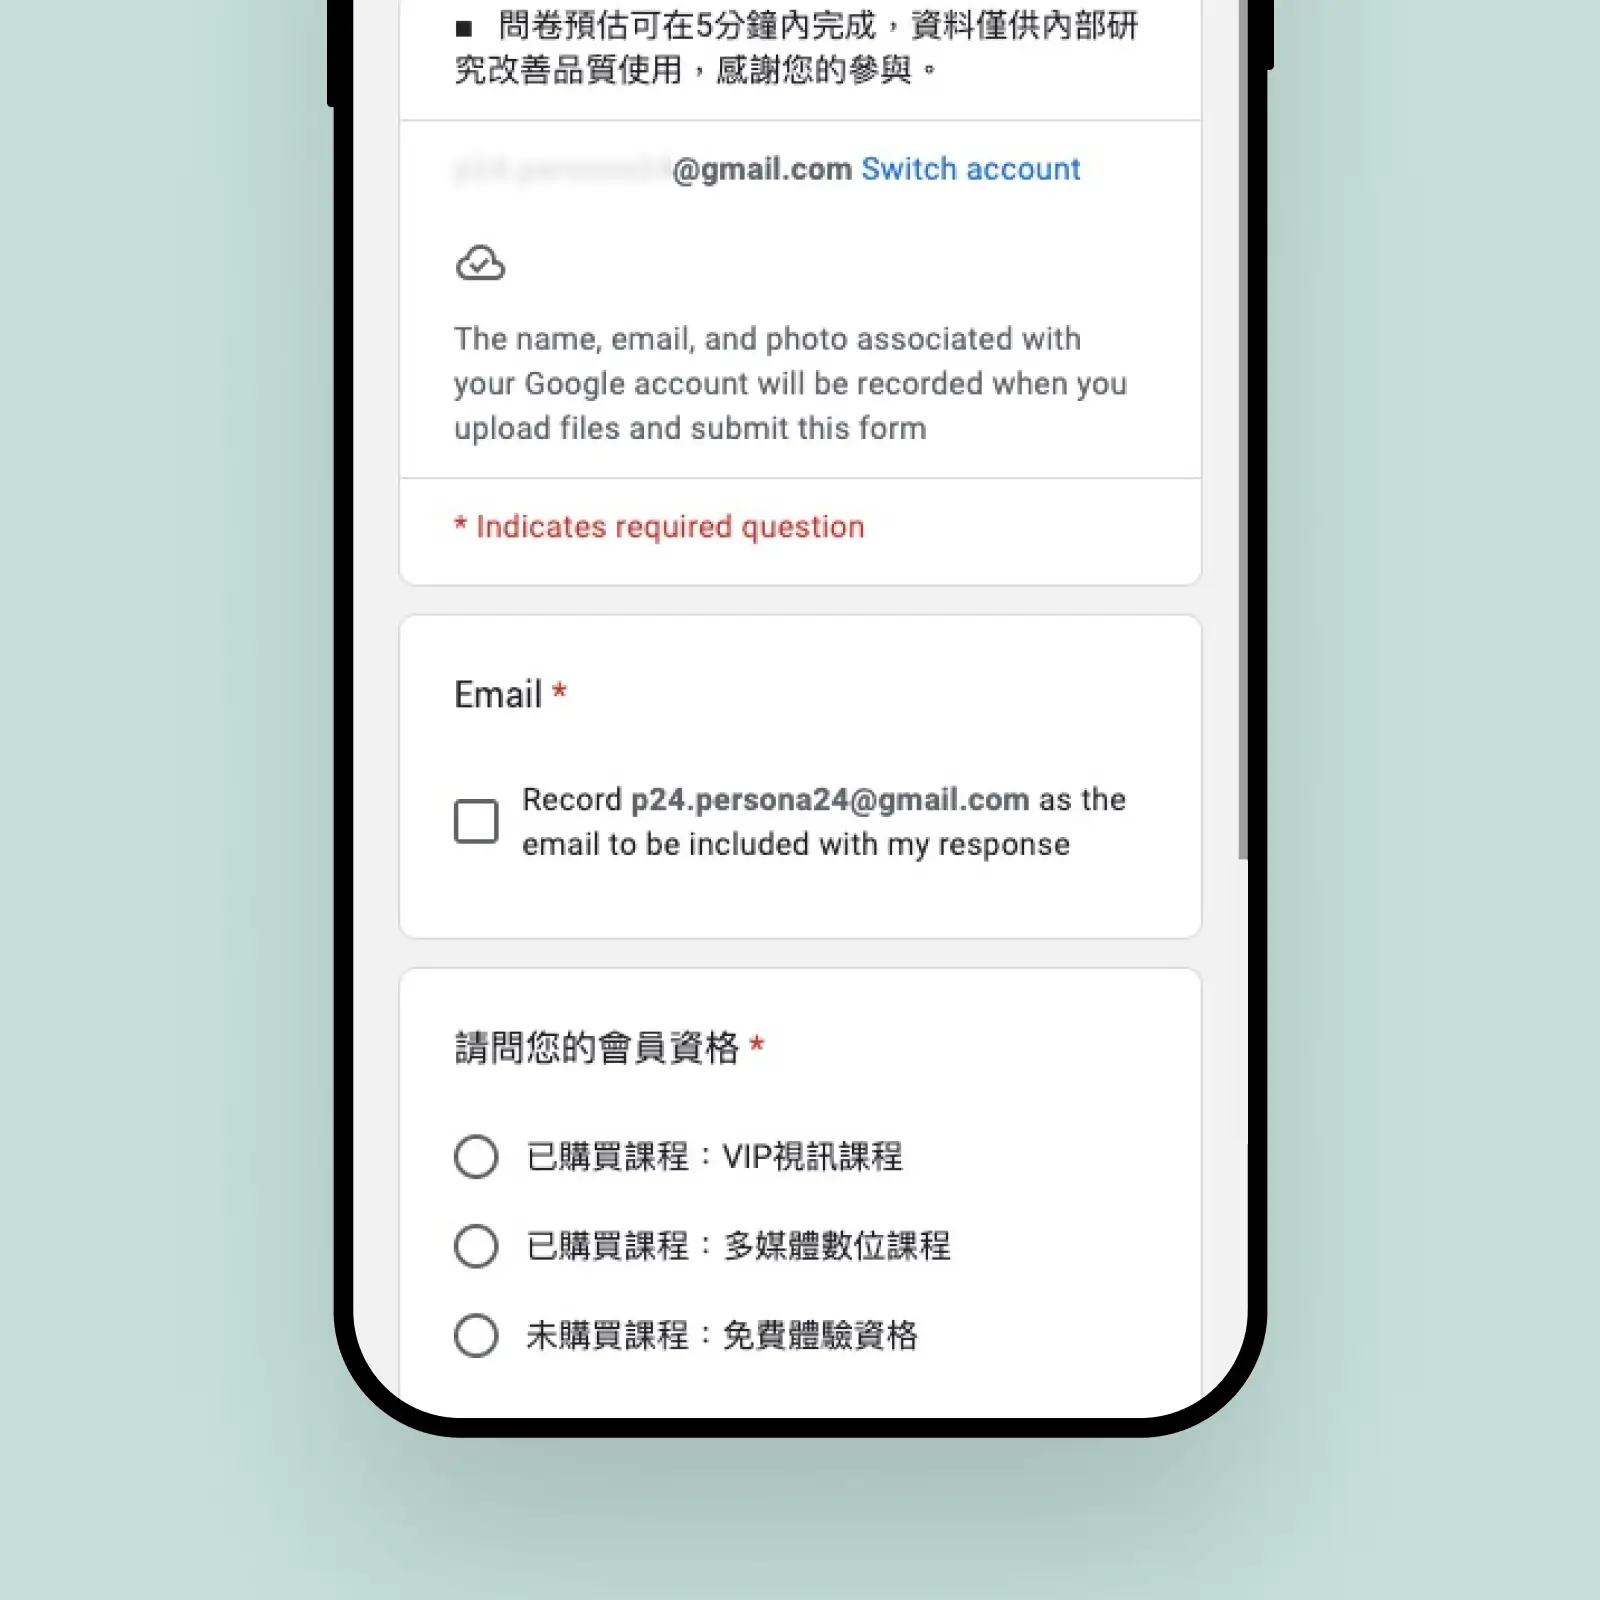 ■ 問卷預估可在5分鐘內完成，資料僅供內部研
究改善品質使用，感謝您的參與。
@gmail.com Switch account
The name, email, and photo associated with
your Google account will be recorded when you
upload files and submit this form
* Indicates required question
Email *
Record p24.persona24@gmail.com as the
email to be included with my response
請問您的會員資格 *
已購買課程：VIP視訊課程
已購買課程：多媒體數位課程
未購買課程：免費體驗資格